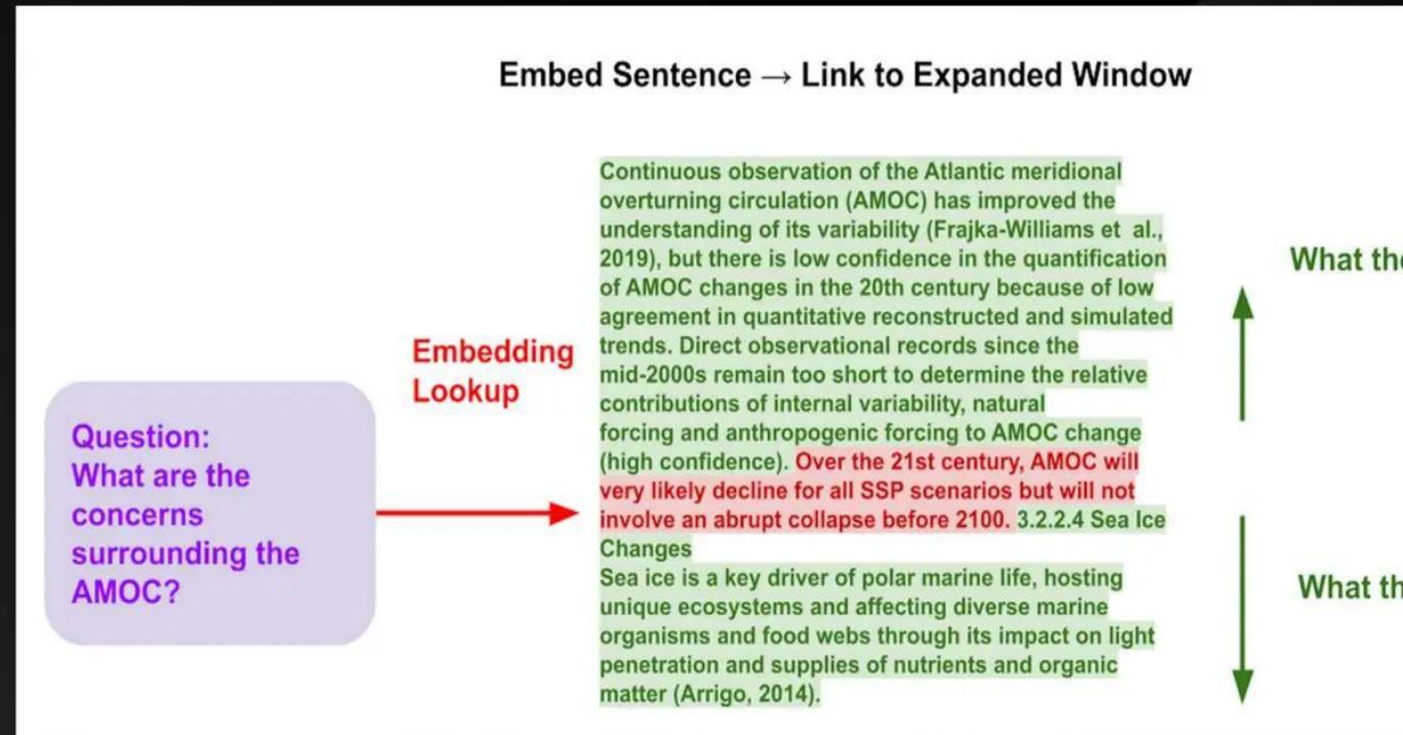 Embed Sentence → Link to Expanded Window
Continuous observation of the Atlantic meridional
overturning circulation (AMOC) has improved the
understanding of its variability (Frajka-Williams et al.,
2019), but there is low confidence in the quantification
of AMOC changes in the 20th century because of low
agreement in quantitative reconstructed and simulated
trends. Direct observational records since the
mid-2000s remain too short to determine the relative
contributions of internal variability, natural
forcing and anthropogenic forcing to AMOC change
(high confidence). Over the 21st century, AMOC will
very likely decline for all SSP scenarios but will not
involve an abrupt collapse before 2100. 3.2.2.4 Sea Ice
Changes
Sea ice is a key driver of polar marine life, hosting
unique ecosystems and affecting diverse marine
organisms and food webs through its impact on light
penetration and supplies of nutrients and organic
matter (Arrigo, 2014).
Embedding
Lookup
Question:
What are the
concerns
surrounding the
AMOC?
What
What